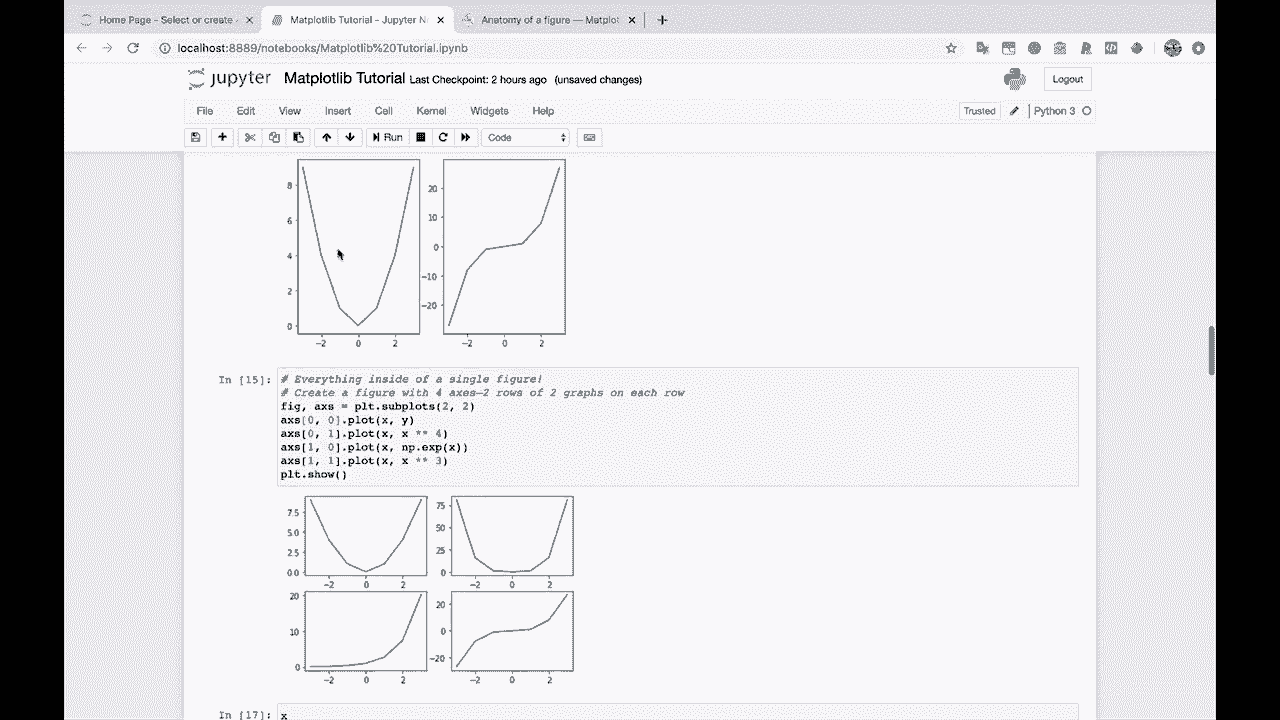 Home Page - Select or create
Matplotlib Tutorial - Jupyter N
Anatomy of a figure — Matplot
localhost:8889/notebooks/Matplotlib%20Tutorial.ipynb
jupyter Matplotlib Tutorial Last Checkpoint: 2 hours ago (unsaved changes)
Logout
File Edit View Insert Cell Kernel Widgets Help
Trusted Python 3
Run Code
8 6 4 2 0
-2 0 2
20 10 0 -10 -20
-2 0 2
In [15]:
# Everything inside of a single figure!
# Create a figure with 4 axes—2 rows of 2 graphs on each row
fig, axs = plt.subplots(2, 2)
axs[0, 0].plot(x, y)
axs[0, 1].plot(x, x ** 4)
axs[1, 0].plot(x, np.exp(x))
axs[1, 1].plot(x, x ** 3)
plt.show()
7.5 5.0 2.5 0.0
-2 0 2
75 50 25 0
-2 0 2
20 10 0
-2 0 2
20 0 -20
-2 0 2
In [17]: x